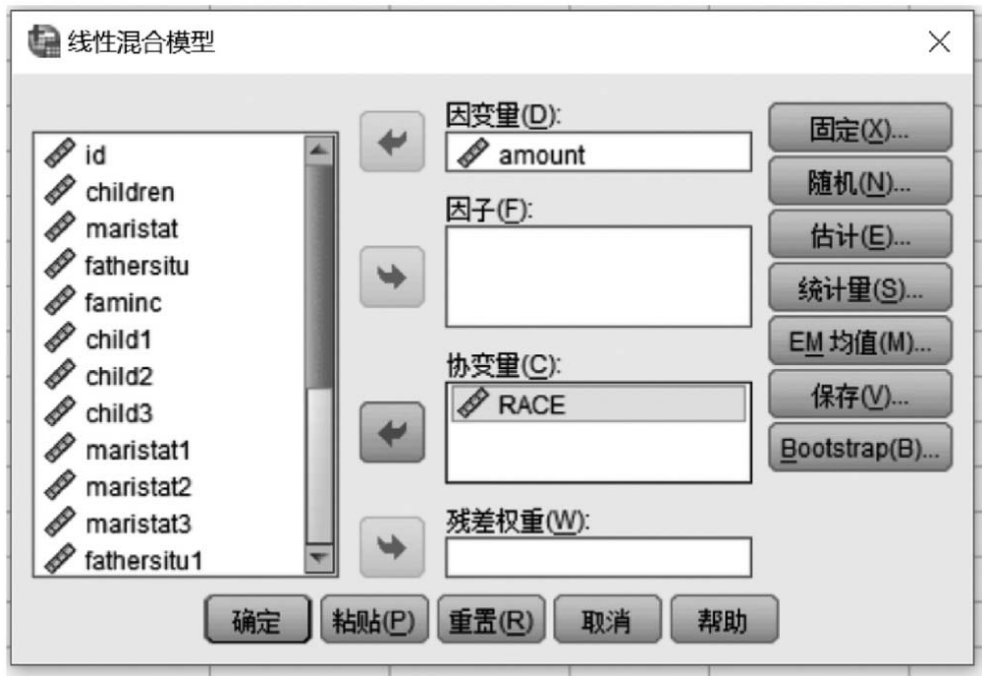 线性混合模型
id
children
maristat
fathersitu
faminc
child1
child2
child3
maristat1
maristat2
maristat3
fathersitu1
因变量(D):
amount
因子(F):
协变量(C):
RACE
残差权重(W):
固定(X)...
随机(N)...
估计(E)...
统计量(S)...
EM 均值(M)...
保存(V)...
Bootstrap(B)...
确定 粘贴(P) 重置(R) 取消 帮助